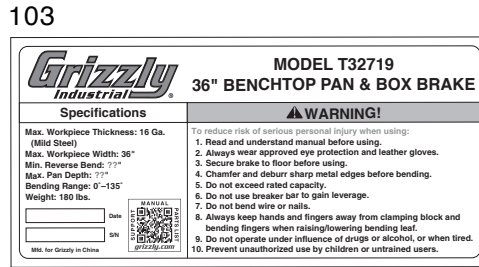 103
Grizzly
Industrial®
MODEL T32719
36" BENCHTOP PAN & BOX BRAKE
Specifications
Max. Workpiece Thickness: 16 Ga.
(Mild Steel)
Max. Workpiece Width: 36"
Min. Reverse Bend: ??"
Max. Pan Depth: ??"
Bending Range: 0˚–135˚
Weight: 180 lbs.
Date
S/N
Mfd. for Grizzly in China
MANUAL
SUPPORT
PARTS LIST
grizzly.com
WARNING!
To reduce risk of serious personal injury when using:
1. Read and understand manual before using.
2. Always wear approved eye protection and leather gloves.
3. Secure brake to floor before using.
4. Chamfer and deburr sharp metal edges before bending.
5. Do not exceed rated capacity.
6. Do not use breaker bar to gain leverage.
7. Do not bend wire or nails.
8. Always keep hands and fingers away from clamping block and
bending fingers when raising/lowering bending leaf.
9. Do not operate under influence of drugs or alcohol, or when tired.
10. Prevent unauthorized use by children or untrained users.